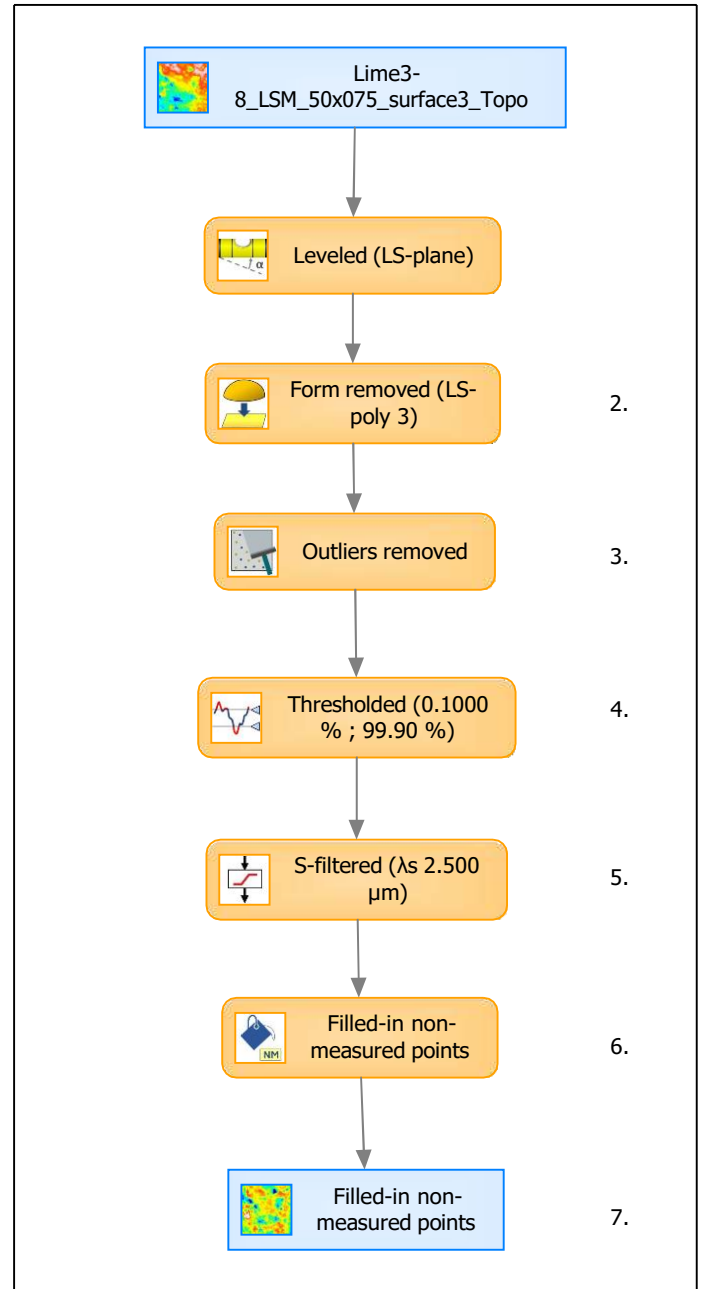 Lime3-
8_LSM_50x075_surface3_Topo
α
Leveled (LS-plane)
Form removed (LS-
poly 3)
2.
Outliers removed
3.
Thresholded (0.1000
% ; 99.90 %)
4.
S-filtered (λs 2.500
µm)
5.
NM
Filled-in non-
measured points
6.
Filled-in non-
measured points
7.